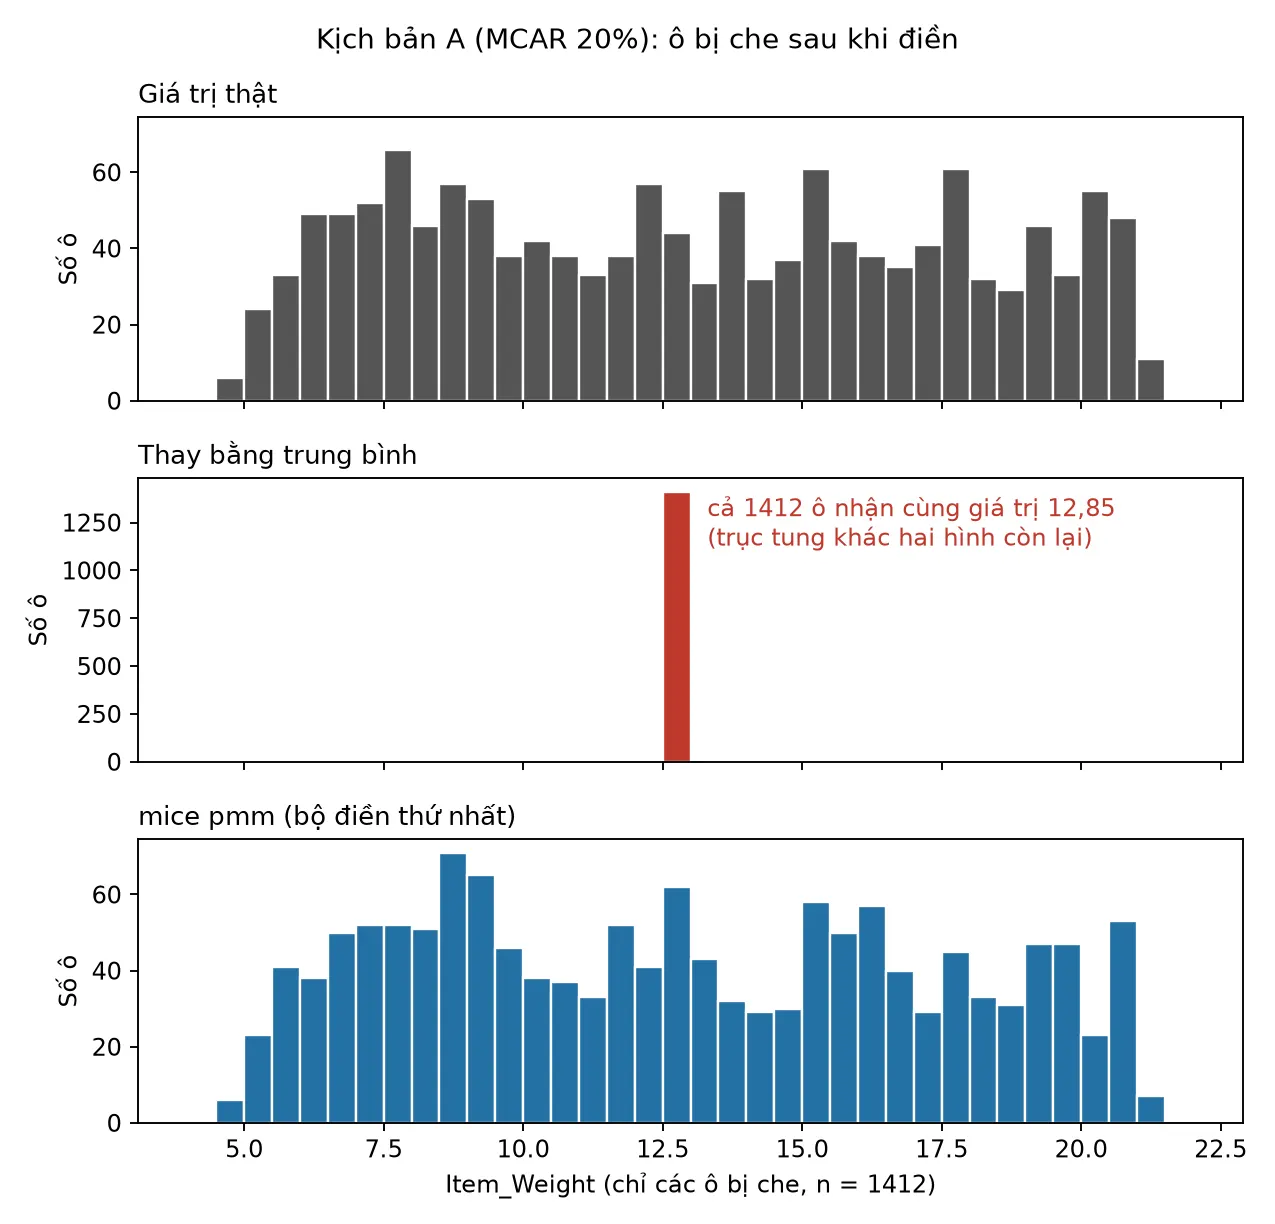 Kịch bản A (MCAR 20%): ô bị che sau khi điền
Giá trị thật
Số ô
60
40
20
0
Thay bằng trung bình
Số ô
1250
1000
750
500
250
0
cả 1412 ô nhận cùng giá trị 12,85
(trục tung khác hai hình còn lại)
mice pmm (bộ điền thứ nhất)
Số ô
60
40
20
0
5.0 7.5 10.0 12.5 15.0 17.5 20.0 22.5
Item_Weight (chỉ các ô bị che, n = 1412)